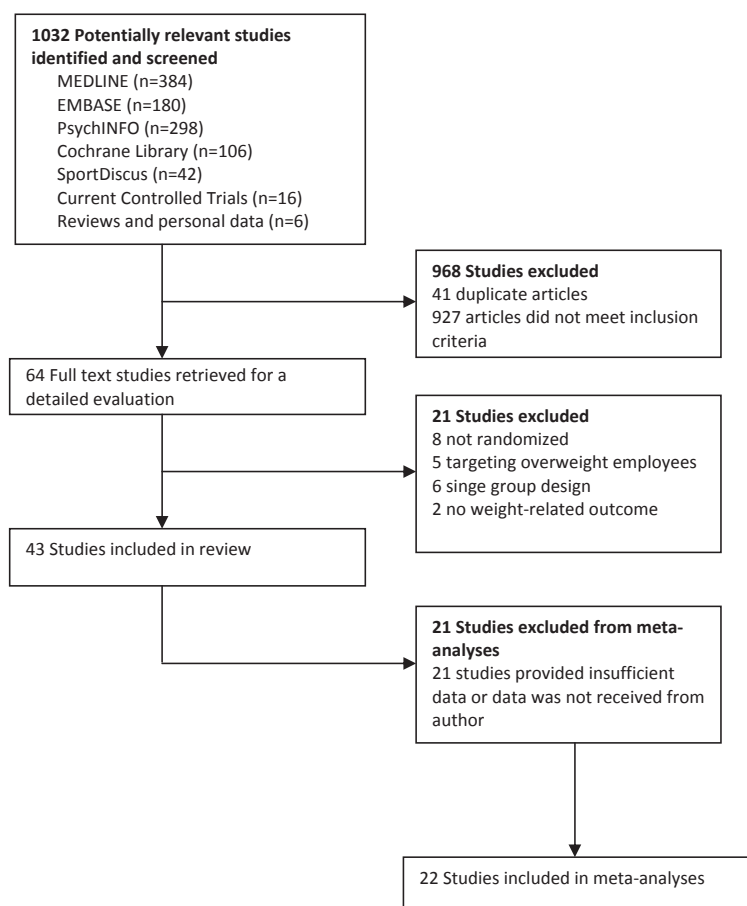 1032 Potentially relevant studies
identified and screened
MEDLINE (n=384)
EMBASE (n=180)
PsychINFO (n=298)
Cochrane Library (n=106)
SportDiscus (n=42)
Current Controlled Trials (n=16)
Reviews and personal data (n=6)
968 Studies excluded
41 duplicate articles
927 articles did not meet inclusion
criteria
64 Full text studies retrieved for a
detailed evaluation
21 Studies excluded
8 not randomized
5 targeting overweight employees
6 singe group design
2 no weight-related outcome
43 Studies included in review
21 Studies excluded from meta-
analyses
21 studies provided insufficient
data or data was not received from
author
22 Studies included in meta-analyses